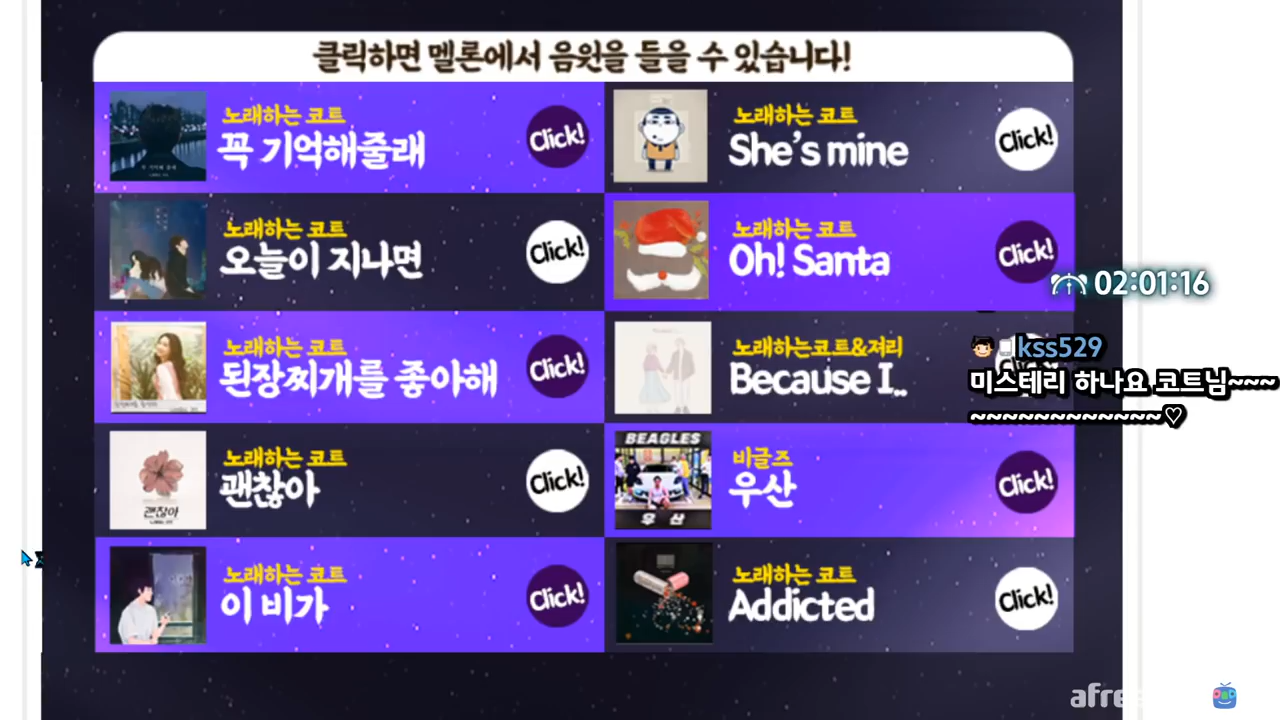 클릭하면 멜론에서 음원을 들을 수 있습니다!
노래하는 코트
꼭 기억해줄래
Click!
노래하는 코트
She's mine
Click!
노래하는 코트
오늘이 지나면
Click!
노래하는 코트
Oh! Santa
Click!
02:01:16
노래하는 코트
된장찌개를 좋아해
Click!
노래하는코트&져리
Because I..
kss529
미스테리 하나요 코트님~~~
~~~~~~~~~~~~♡
노래하는 코트
괜찮아
Click!
괜찮아
BEAGLES
우 산
비글즈
우산
Click!
노래하는 코트
이 비가
Click!
노래하는 코트
Addicted
Click!
afree